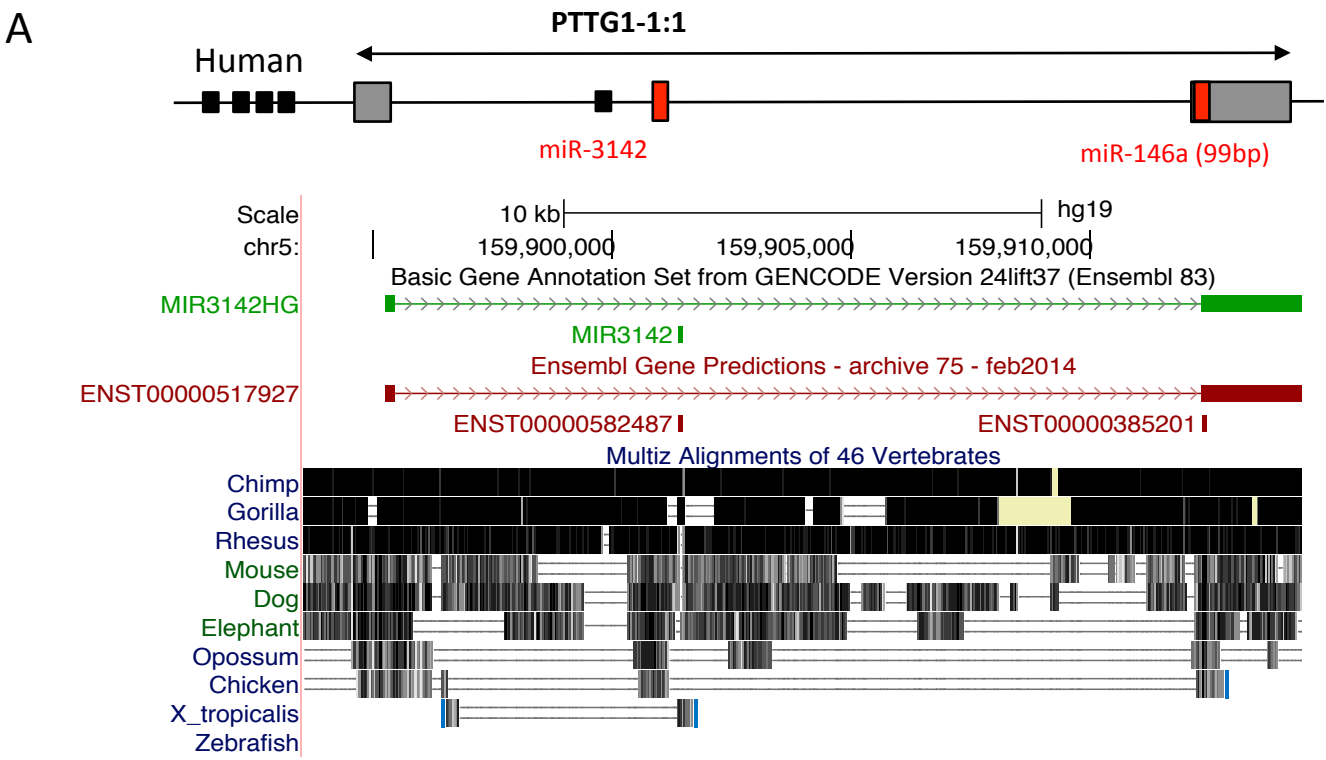 A
PTTG1-1:1
Human
miR-3142
miR-146a (99bp)
Scale 10 kb hg19
chr5: 159,900,000 159,905,000 159,910,000
Basic Gene Annotation Set from GENCODE Version 24lift37 (Ensembl 83)
MIR3142HG
MIR3142
Ensembl Gene Predictions - archive 75 - feb2014
ENST00000517927
ENST00000582487 ENST00000385201
Multiz Alignments of 46 Vertebrates
Chimp
Gorilla
Rhesus
Mouse
Dog
Elephant
Opossum
Chicken
X_tropicalis
Zebrafish